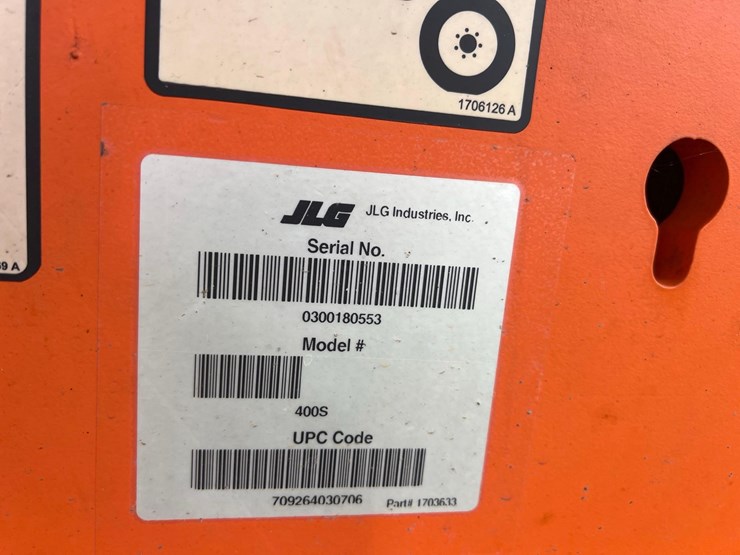 1706126 A
9 A
JLG JLG Industries, Inc.
Serial No.
0300180553
Model #
400S
UPC Code
709264030706 Part# 1703633